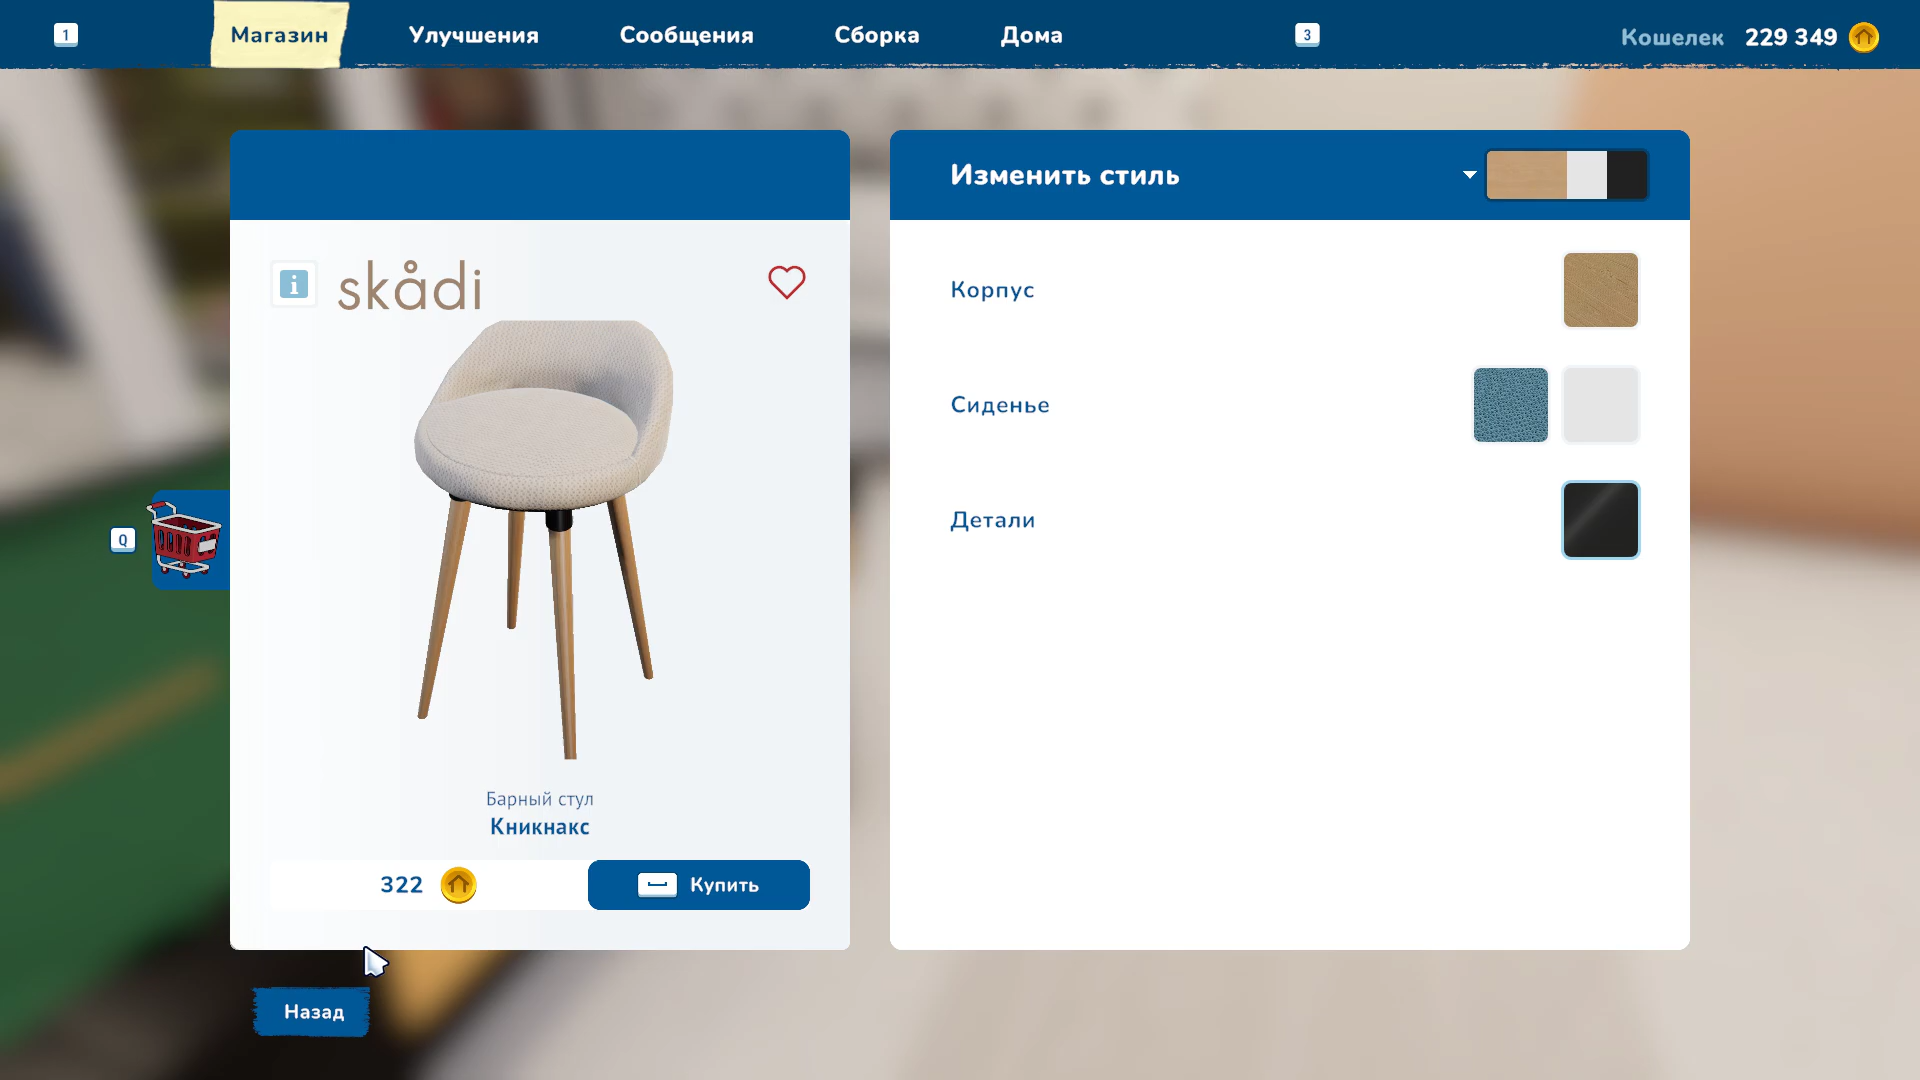 1
Магазин
Улучшения
Сообщения
Сборка
Дома
3
Кошелек 229 349
Изменить стиль
i skådi
Корпус
Сиденье
Q
Детали
Барный стул
Кникнакс
322
Купить
Назад